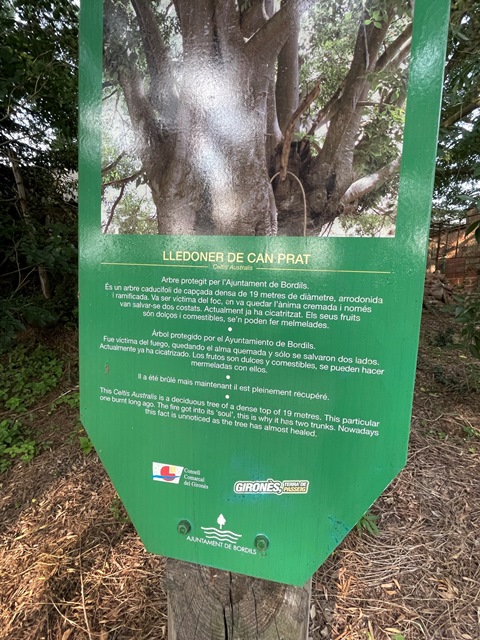 LLEDONER DE CAN PRAT
Celtis Australis
Arbre protegit per l'Ajuntament de Bordils.
És un arbre caducifoli de capçada densa de 19 metres de diàmetre, arrodonida
i ramificada. Va ser víctima del foc, on va quedar l'ànima cremada i només
van salvar-se dos costats. Actualment ja ha cicatritzat. Els seus fruits
són dolços i comestibles, se'n poden fer melmelades.
Árbol protegido por el Ayuntamiento de Bordils.
Fue víctima del fuego, quedando el alma quemada y sólo se salvaron dos lados.
Actualmente ya ha cicatrizado. Los frutos son dulces y comestibles, se pueden hacer
mermeladas con ellos.
Il a été brûlé mais maintenant il est pleinement récupéré.
This Celtis Australis is a deciduous tree of a dense top of 19 metres. This particular
one burnt long ago. The fire got into its 'soul', this is why it has two trunks. Nowadays
this fact is unnoticed as the tree has almost healed.
Consell
Comarcal
del Gironès
GIRONÈS,
TERRA DE
PASSEIG
AJUNTAMENT DE BORDILS